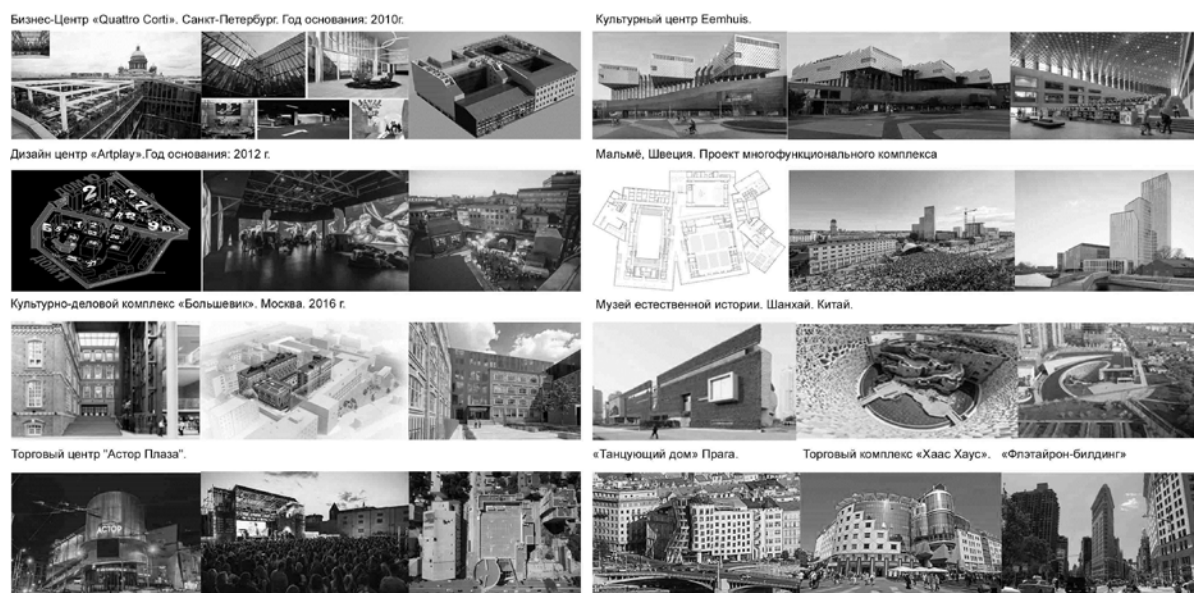 Бизнес-Центр «Quattro Corti». Санкт-Петербург. Год основания: 2010г.
Дизайн центр «Artplay».Год основания: 2012 г.
Культурно-деловой комплекс «Большевик». Москва. 2016 г.
Торговый центр "Астор Плаза".
АСТОР
Культурный центр Eemhuis.
Мальмё, Швеция. Проект многофункционального комплекса
Музей естественной истории. Шанхай. Китай.
«Танцующий дом» Прага.
Торговый комплекс «Хаас Хаус».
«Флэтайрон-билдинг»